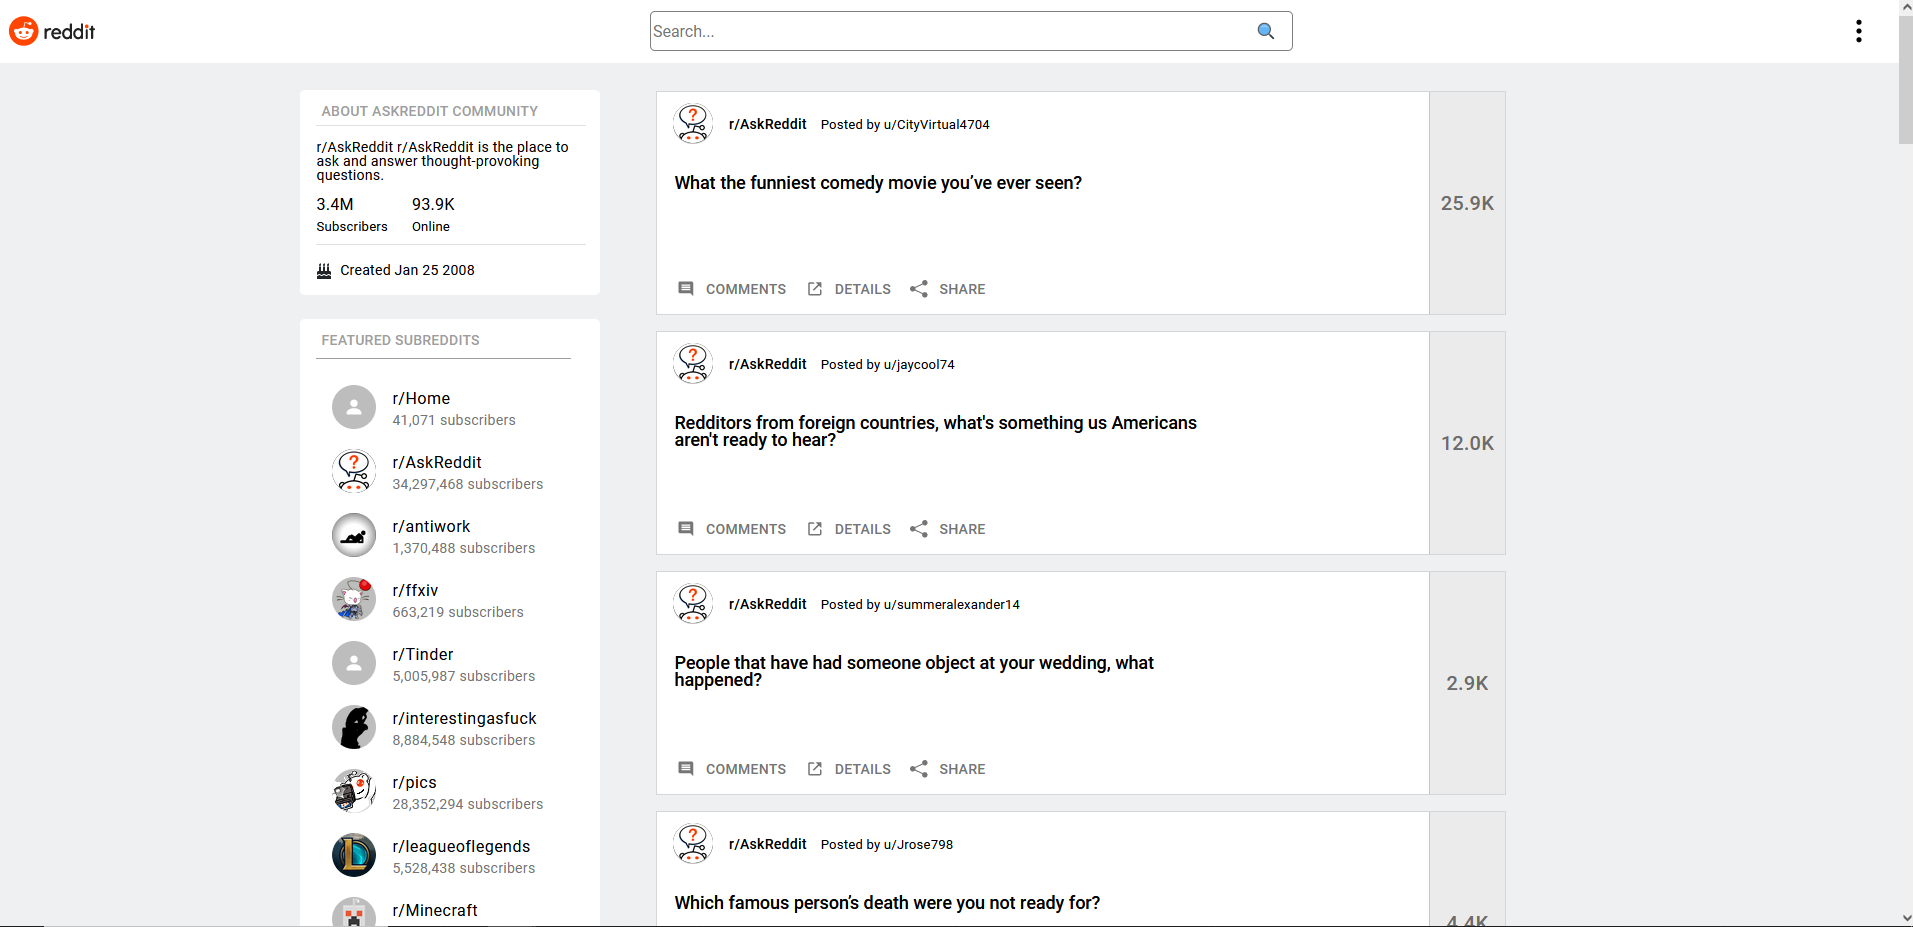 reddit
Search...
ABOUT ASKREDDIT COMMUNITY
r/AskReddit r/AskReddit is the place to
ask and answer thought-provoking
questions.
3.4M 93.9K
Subscribers Online
Created Jan 25 2008
FEATURED SUBREDDITS
r/Home
41,071 subscribers
r/AskReddit
34,297,468 subscribers
r/antiwork
1,370,488 subscribers
r/ffxiv
663,219 subscribers
r/Tinder
5,005,987 subscribers
r/interestingasfuck
8,884,548 subscribers
r/pics
28,352,294 subscribers
r/leagueoflegends
5,528,438 subscribers
r/Minecraft
r/AskReddit Posted by u/CityVirtual4704
What the funniest comedy movie you’ve ever seen?
25.9K
COMMENTS DETAILS SHARE
r/AskReddit Posted by u/jaycool74
Redditors from foreign countries, what's something us Americans
aren't ready to hear?
12.0K
COMMENTS DETAILS SHARE
r/AskReddit Posted by u/summeralexander14
People that have had someone object at your wedding, what
happened?
2.9K
COMMENTS DETAILS SHARE
r/AskReddit Posted by u/Jrose798
Which famous person’s death were you not ready for?
4.4K